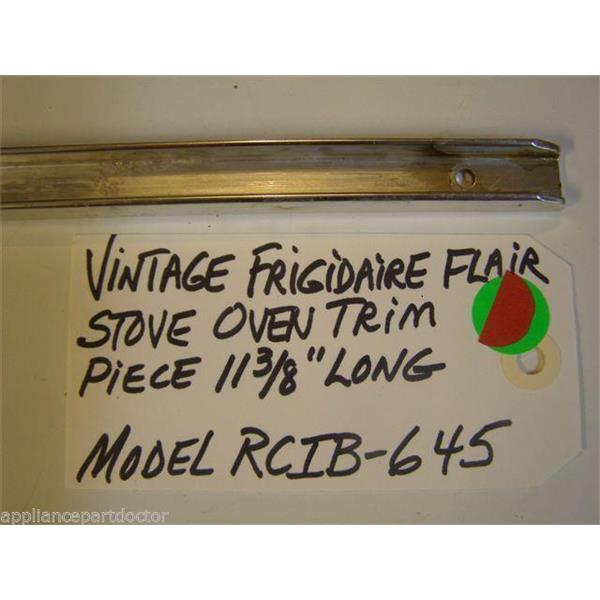 VINTAGE FRIGIDAIRE FLAIR
STOVE OVEN TRIM
PIECE 11 3/8" LONG
MODEL RCIB-645
appliancepartdoctor